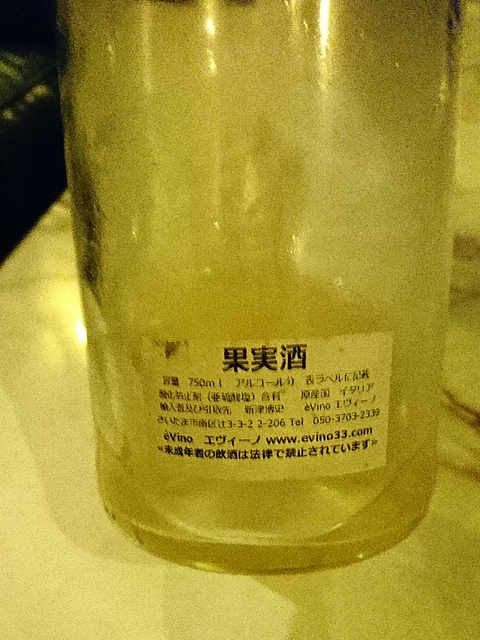 果実酒
容量 750ml アルコール分 表ラベルに記載
酸化防止剤（亜硫酸塩）含有 原産国 イタリア
輸入者及び引取先 新津博史 èVino エヴィーノ
さいたま市南区辻3-3-2 2-206 Tel 050-3703-2339
èVino エヴィーノ www.evino33.com
«未成年者の飲酒は法律で禁止されています»